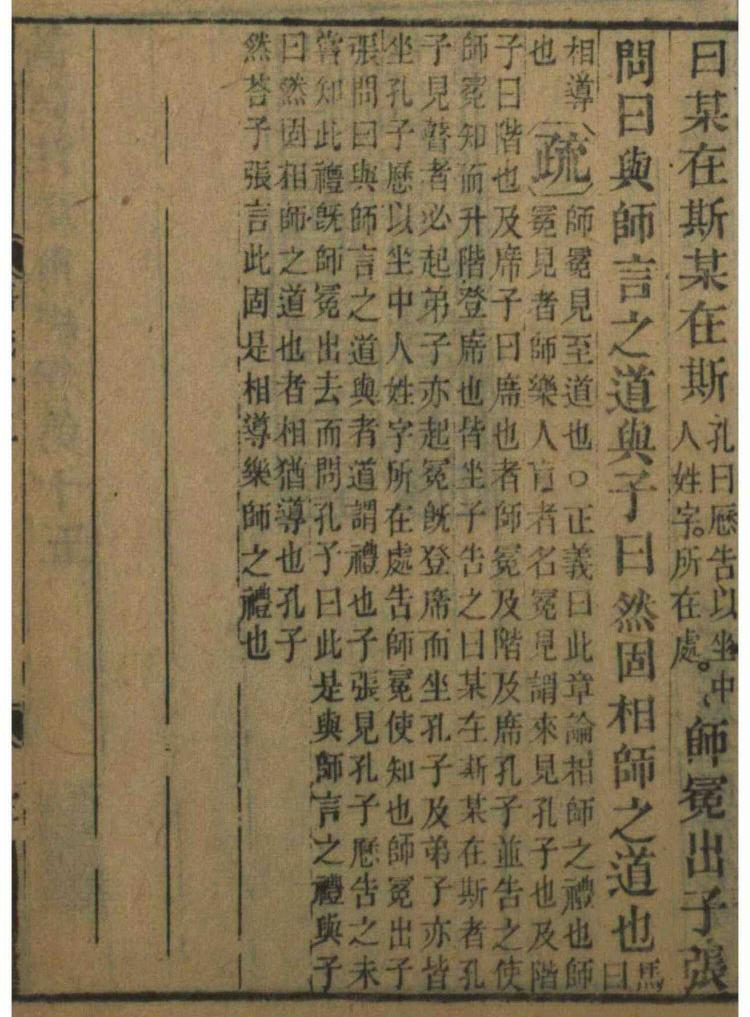 曰某在斯某在斯孔曰歷告以坐中
人姓字所在處。師冕出子張
問曰與師言之道與子曰然固相師之道也馬
曰
相導
也疏師冕見至道也○正義曰此章論相師之禮也師
冕見者師樂人盲者名冕見謂來見孔子也及階
子曰階也及席子曰席也者師冕及階及席孔子並告之使
師冕知而升階登席也皆坐子告之曰某在斯某在斯者孔
子見瞽者必起弟子亦起冕旣登席而坐孔子及弟子亦皆
坐孔子歷以坐中人姓字所在處告師冕使知也師冕出子
張問曰與師言之道與者道謂禮也子張見孔子歷告之未
嘗知此禮旣師冕出去而問孔子曰此是與師言之禮與子
曰然固相師之道也者相猶導也孔子
然荅子張言此固是相導樂師之禮也